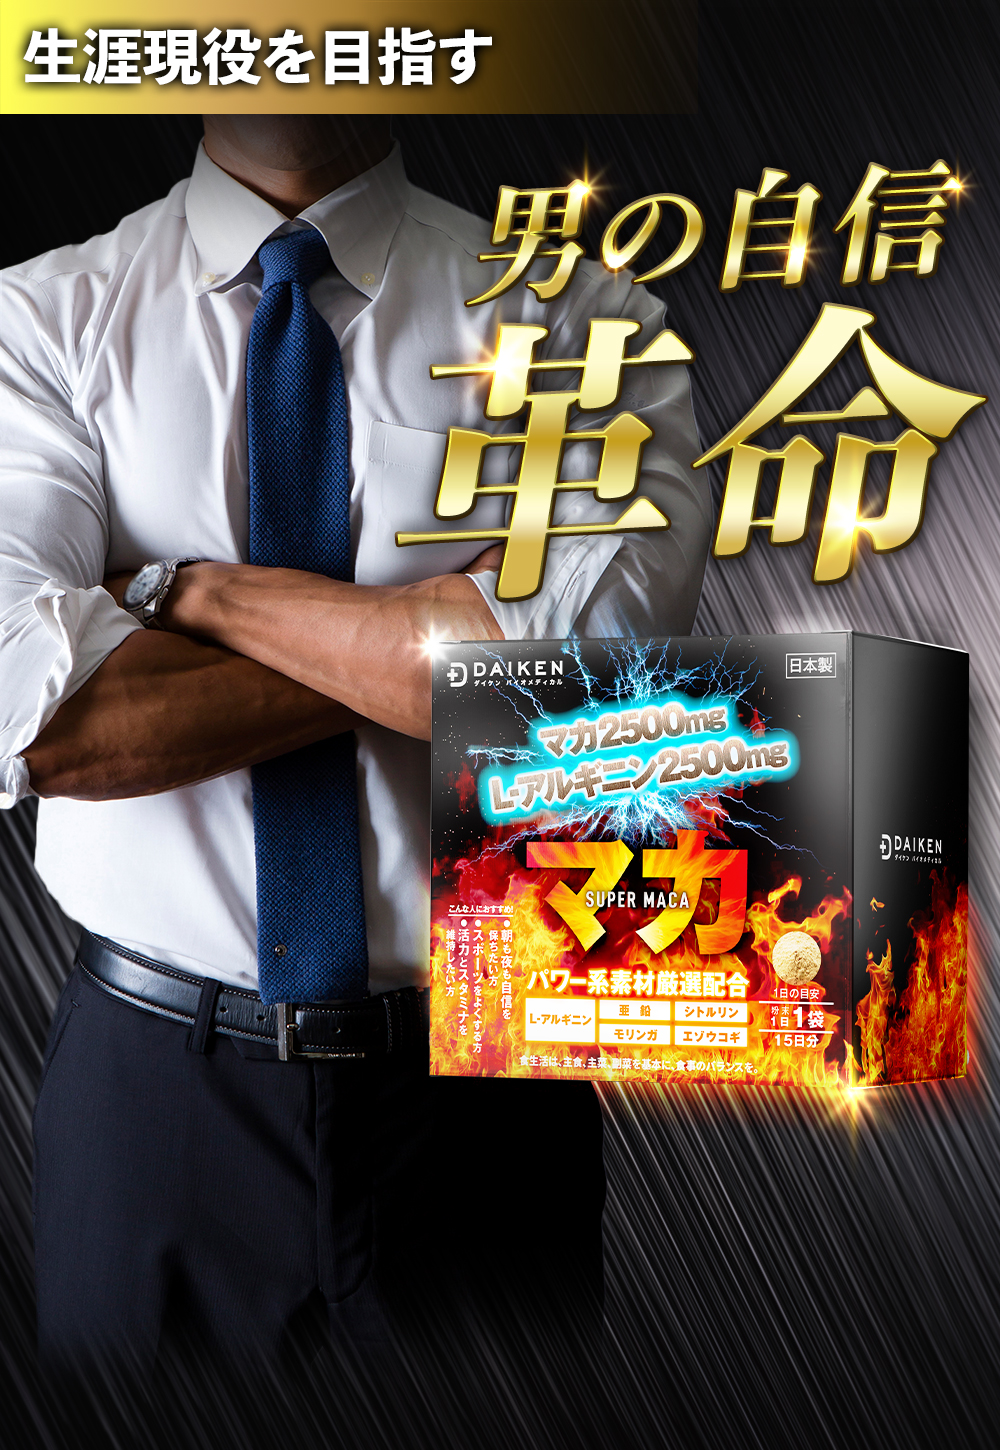 生涯現役を目指す
男の自信
革命
DAIKEN
ダイケン バイオメディカル
日本製
マカ2500mg
L-アルギニン2500mg
マカ
SUPER MACA
こんな人におすすめ!
●朝も夜も自信を
保ちたい方
●スポーツをよくする方
●活力とスタミナを
維持したい方
パワー系素材厳選配合
L-アルギニン
亜鉛
シトルリン
モリンガ
エゾウコギ
1日の目安
粉末
1日
1袋
15日分
食生活は、主食、主菜、副菜を基本に、食事のバランスを。
DAIKEN
ダイケン バイオメディカル